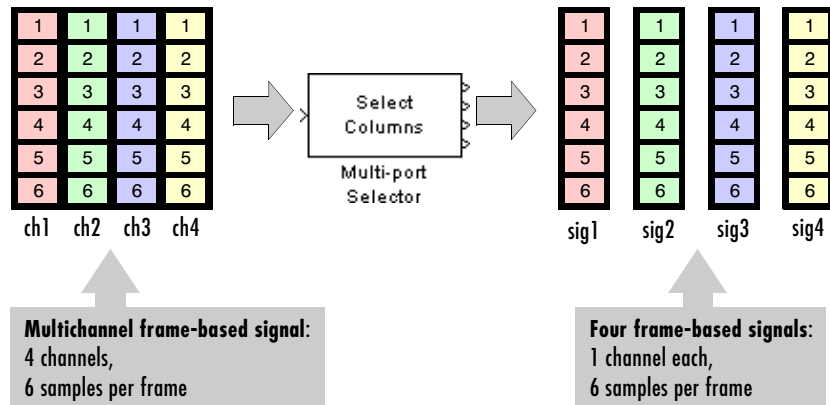 1 1 1 1 1 1 1 1
2 2 2 2 2 2 2 2
3 3 3 3 3 3 3 3
4 4 4 4 4 4 4 4
5 5 5 5 5 5 5 5
6 6 6 6 6 6 6 6
Select
Columns
Multi-port
Selector
ch1 ch2 ch3 ch4
sig1 sig2 sig3 sig4
Multichannel frame-based signal:
4 channels,
6 samples per frame
Four frame-based signals:
1 channel each,
6 samples per frame